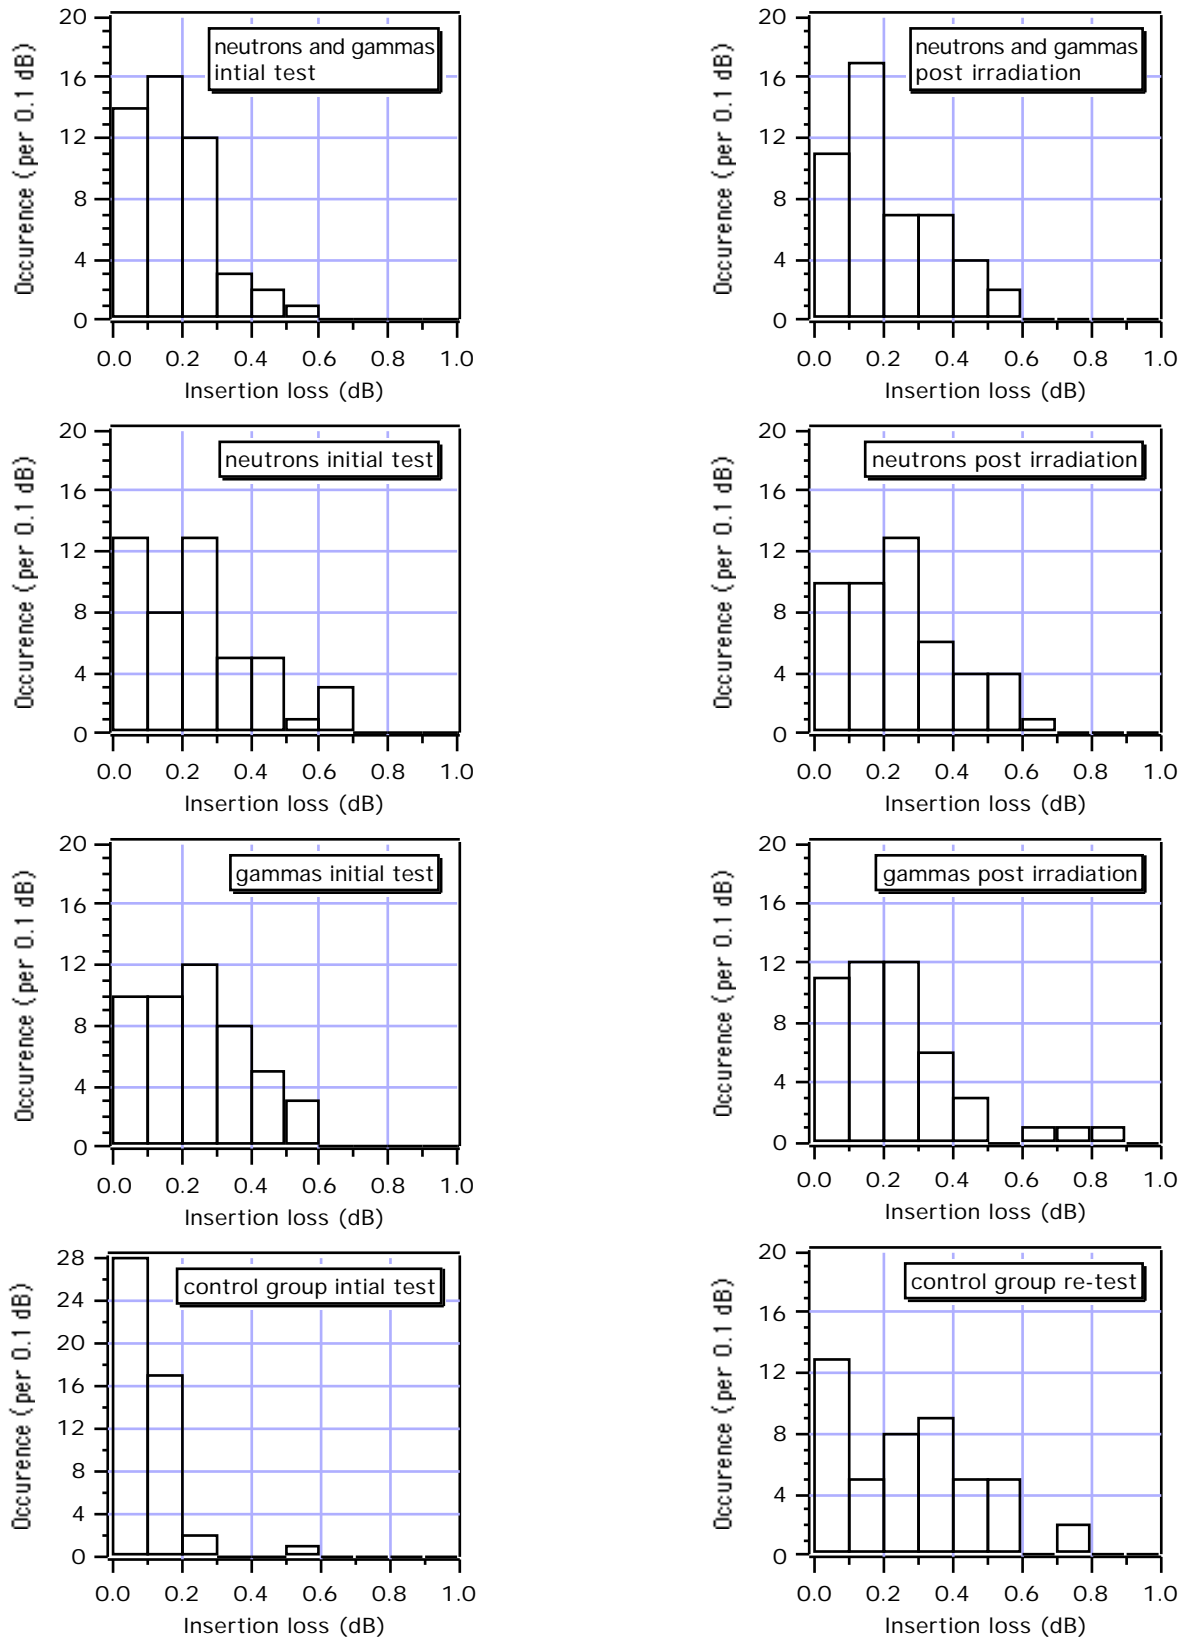 20
16
12
8
4
0
Occurence (per 0.1 dB)
neutrons and gammas
intial test
0.0 0.2 0.4 0.6 0.8 1.0
Insertion loss (dB)
20
16
12
8
4
0
Occurence (per 0.1 dB)
neutrons and gammas
post irradiation
0.0 0.2 0.4 0.6 0.8 1.0
Insertion loss (dB)
20
16
12
8
4
0
Occurence (per 0.1 dB)
neutrons initial test
0.0 0.2 0.4 0.6 0.8 1.0
Insertion loss (dB)
20
16
12
8
4
0
Occurence (per 0.1 dB)
neutrons post irradiation
0.0 0.2 0.4 0.6 0.8 1.0
Insertion loss (dB)
20
16
12
8
4
0
Occurence (per 0.1 dB)
gammas initial test
0.0 0.2 0.4 0.6 0.8 1.0
Insertion loss (dB)
20
16
12
8
4
0
Occurence (per 0.1 dB)
gammas post irradiation
0.0 0.2 0.4 0.6 0.8 1.0
Insertion loss (dB)
28
24
20
16
12
8
4
0
Occurence (per 0.1 dB)
control group intial test
0.0 0.2 0.4 0.6 0.8 1.0
Insertion loss (dB)
20
16
12
8
4
0
Occurence (per 0.1 dB)
control group re-test
0.0 0.2 0.4 0.6 0.8 1.0
Insertion loss (dB)